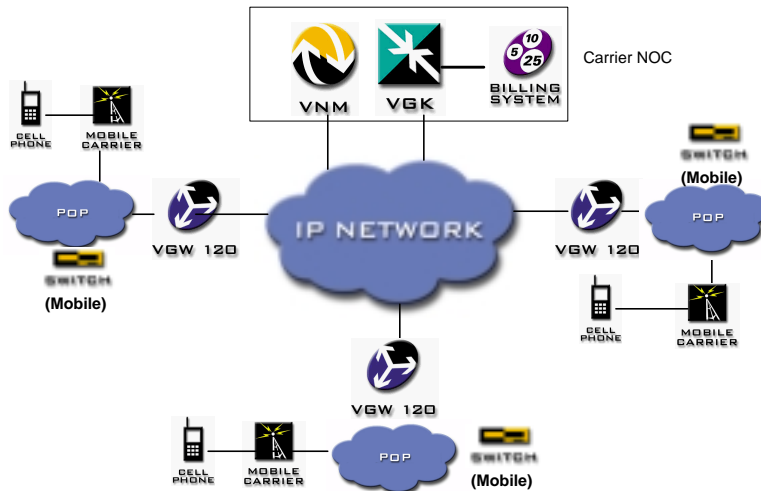 10
5
25
Carrier NOC
VNM
VGK
BILLING
SYSTEM
CELL
PHONE
MOBILE
CARRIER
SWITCH
(Mobile)
POP
VGW 120
IP NETWORK
VGW 120
POP
SWITCH
(Mobile)
CELL
PHONE
MOBILE
CARRIER
VGW 120
CELL
PHONE
MOBILE
CARRIER
POP
SWITCH
(Mobile)